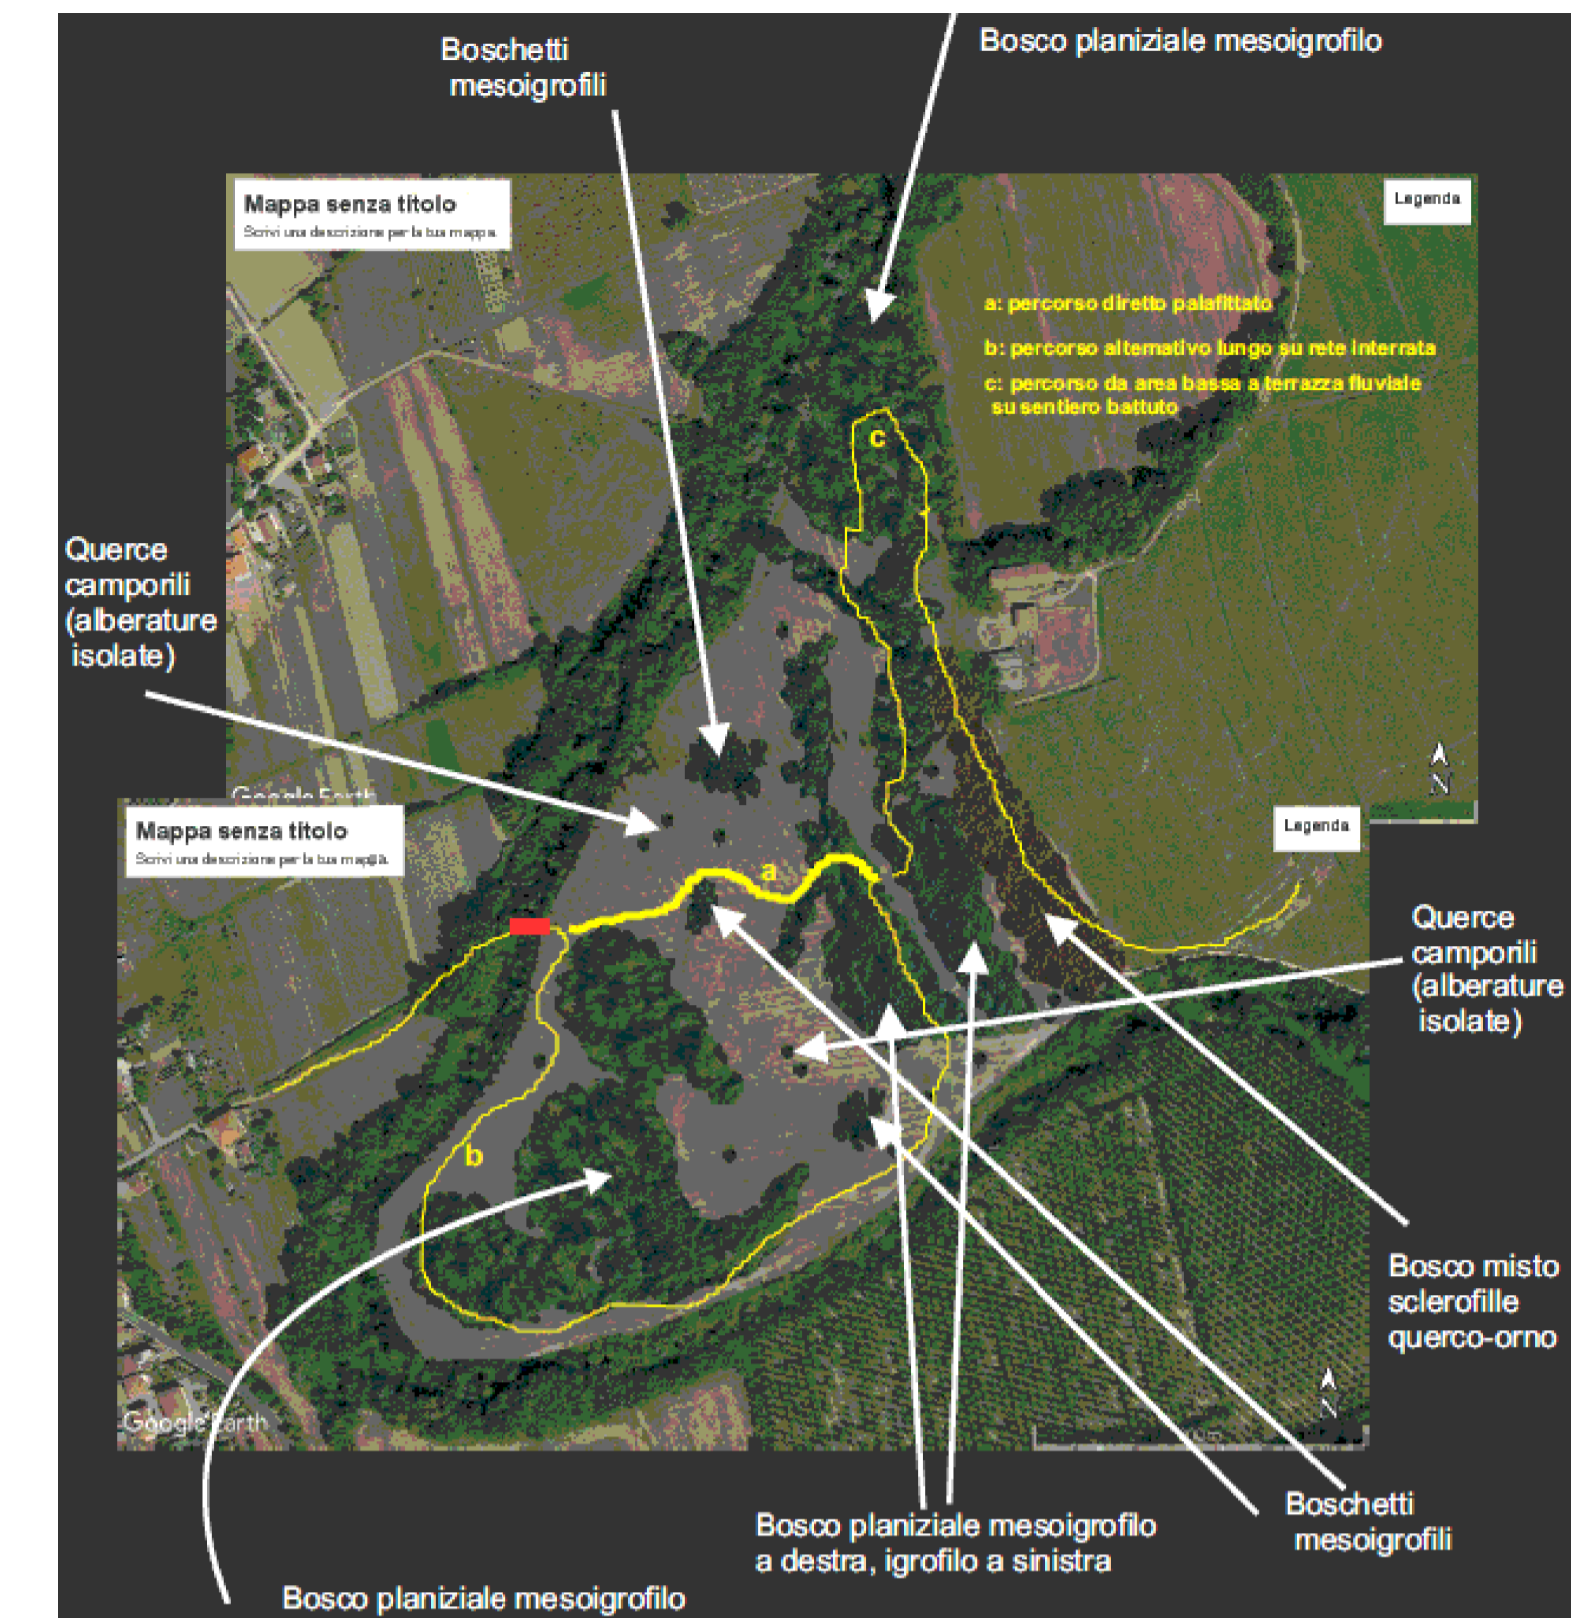 Boschetti
mesoigrofili
Bosco planiziale mesoigrofilo
Mappa senza titolo
Scrivi una descrizione per la tua mappa.
Legenda
a: percorso diretto palafittato
b: percorso alternativo lungo su rete interrata
c: percorso da area bassa a terrazza fluviale
su sentiero battuto
c
Querce
camporili
(alberature
isolate)
N
Google Earth
Mappa senza titolo
Scrivi una descrizione per la tua mappa.
Legenda
a
Querce
camporili
(alberature
isolate)
b
Bosco misto
sclerofille
querco-orno
N
Google Earth
Boschetti
mesoigrofili
Bosco planiziale mesoigrofilo
a destra, igrofilo a sinistra
Bosco planiziale mesoigrofilo